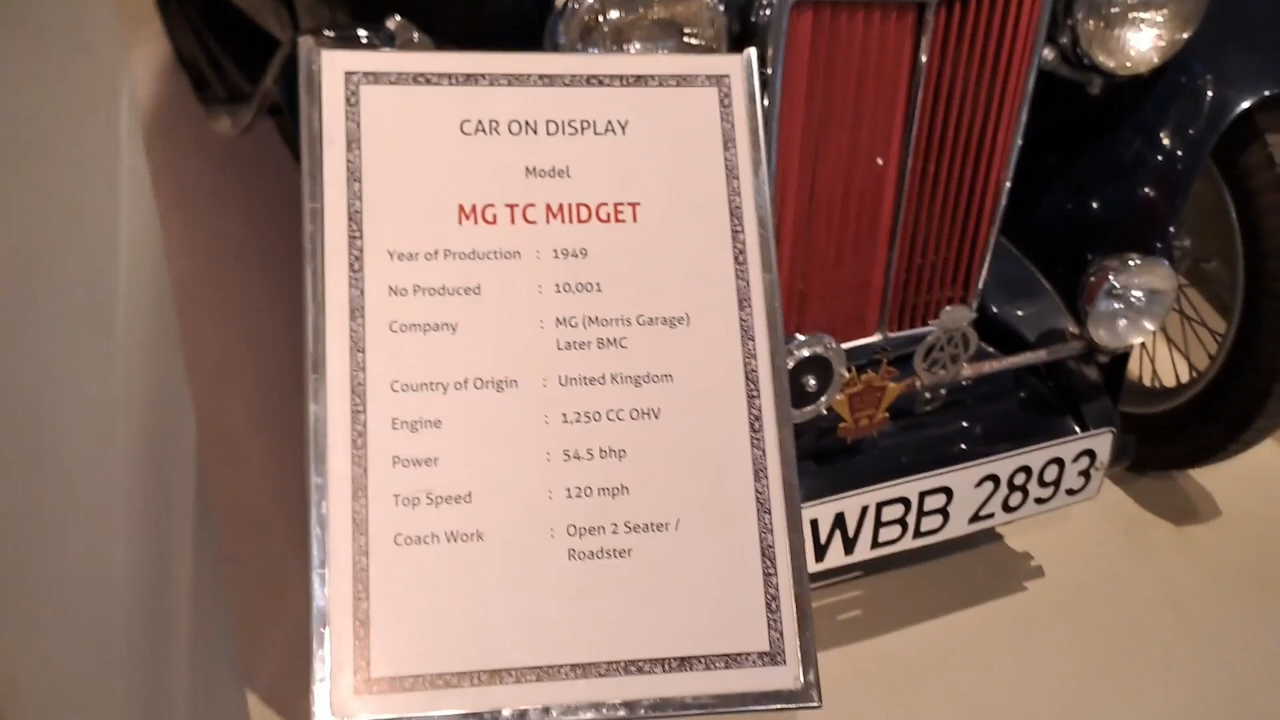 CAR ON DISPLAY
Model
MG TC MIDGET
Year of Production : 1949
No Produced : 10,001
Company : MG (Morris Garage)
Later BMC
Country of Origin : United Kingdom
Engine : 1,250 CC OHV
Power : 54.5 bhp
Top Speed : 120 mph
Coach Work : Open 2 Seater /
Roadster
AA
WBB 2893